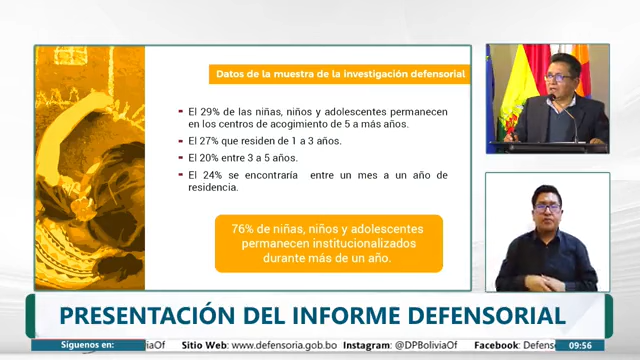 Datos de la muestra de la investigación defensorial
El 29% de las niñas, niños y adolescentes permanecen
en los centros de acogimiento de 5 a más años.
El 27% que residen de 1 a 3 años.
El 20% entre 3 a 5 años.
El 24% se encontraría entre un mes a un año de
residencia.
76% de niñas, niños y adolescentes
permanecen institucionalizados
durante más de un año.
PRESENTACIÓN DEL INFORME DEFENSORIAL
Síguenos en: iaOf Sitio Web: www.defensoria.gob.bo Instagram: @DPBoliviaOf Facebook: Defens 09:56